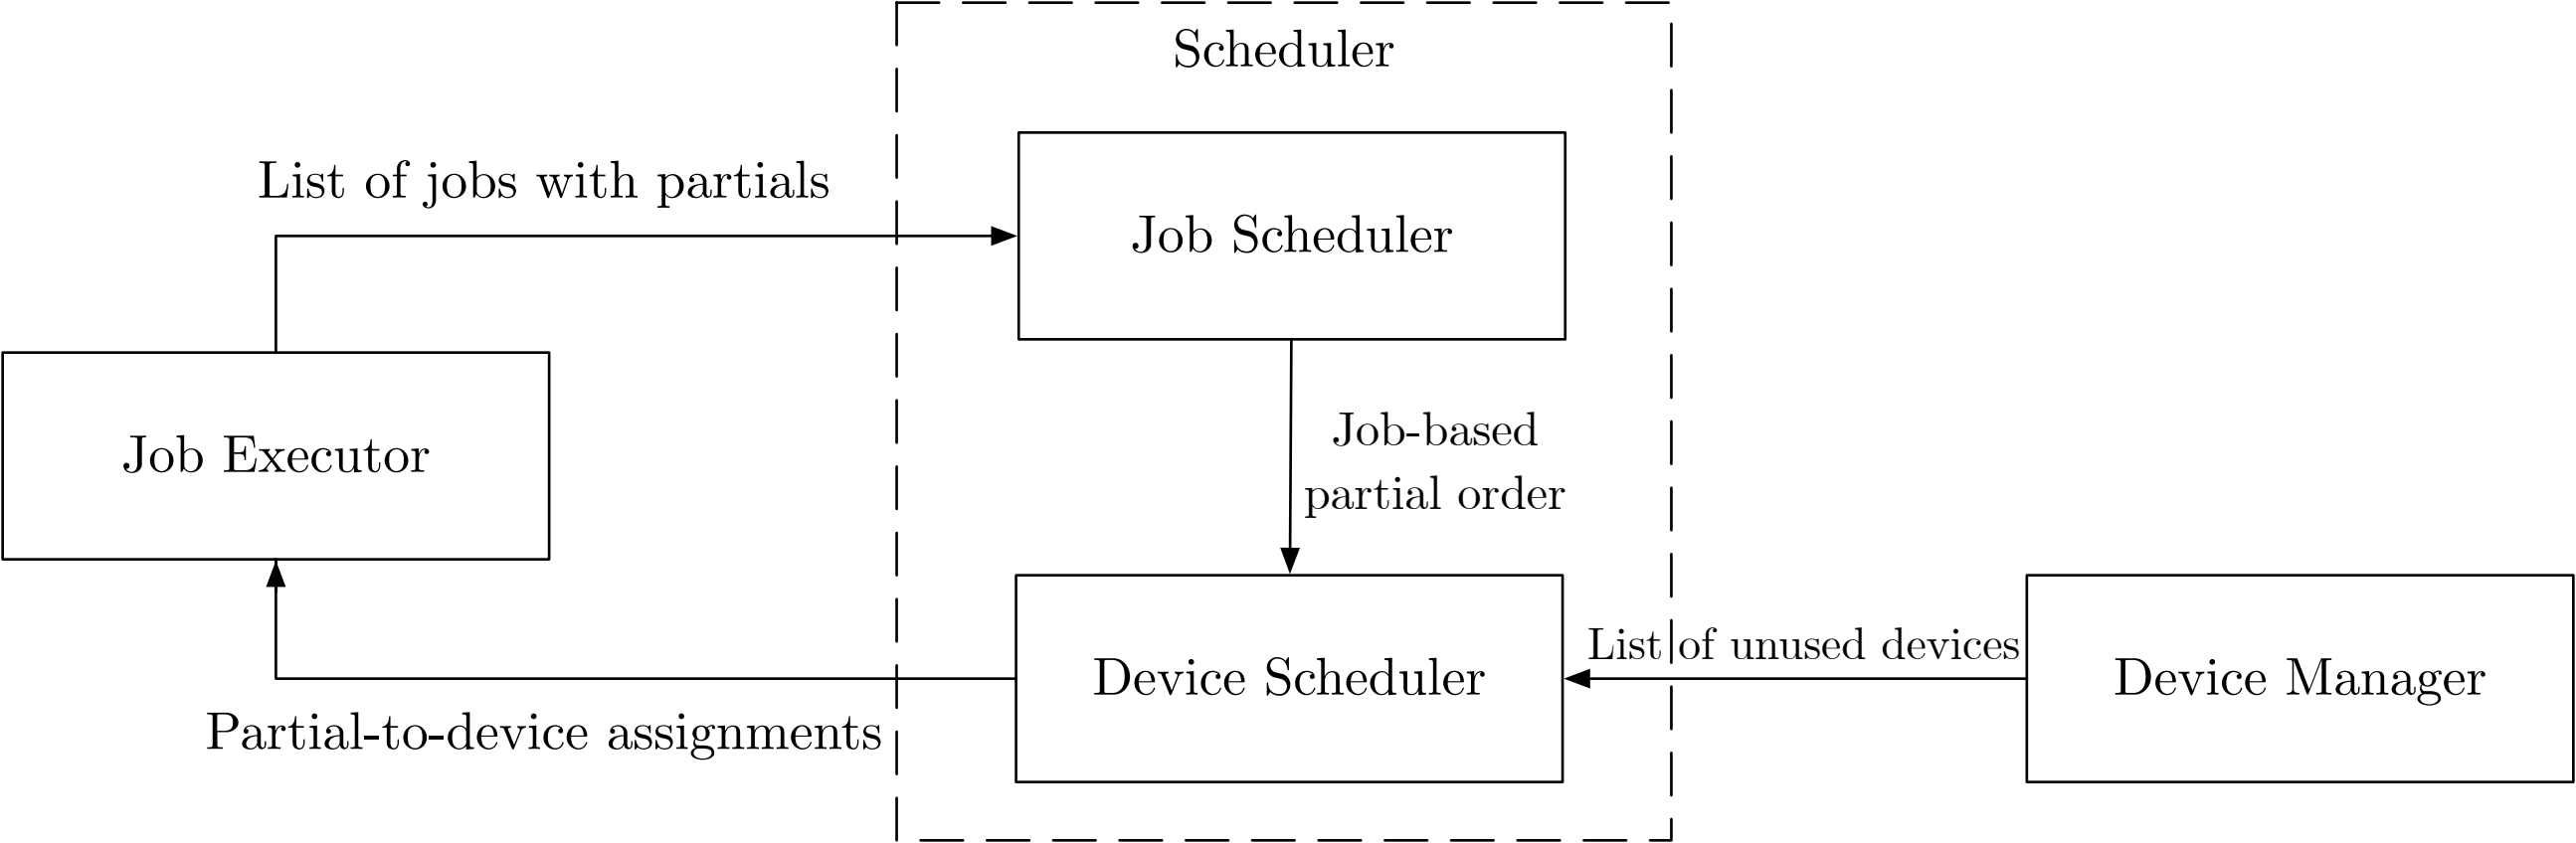 Scheduler
List of jobs with partials
Job Scheduler
Job Executor
Job-based
partial order
List of unused devices
Device Scheduler
Device Manager
Partial-to-device assignments